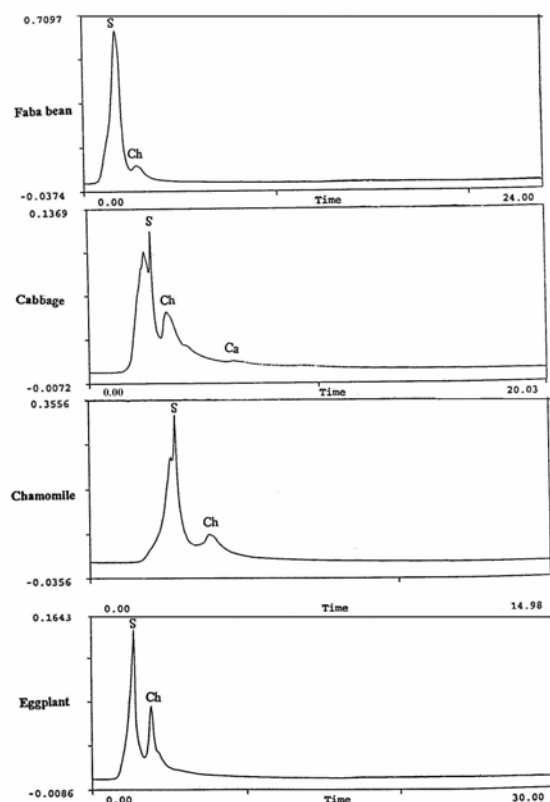 0.7097
S
Faba bean
Ch
-0.0374
0.00 Time 24.00
0.1369
S
Cabbage
Ch
Ca
-0.0072
0.00 Time 20.03
0.3556
S
Chamomile
Ch
-0.0356
0.00 Time 14.98
0.1643
S
Ch
Eggplant
-0.0086
0.00 Time 30.00